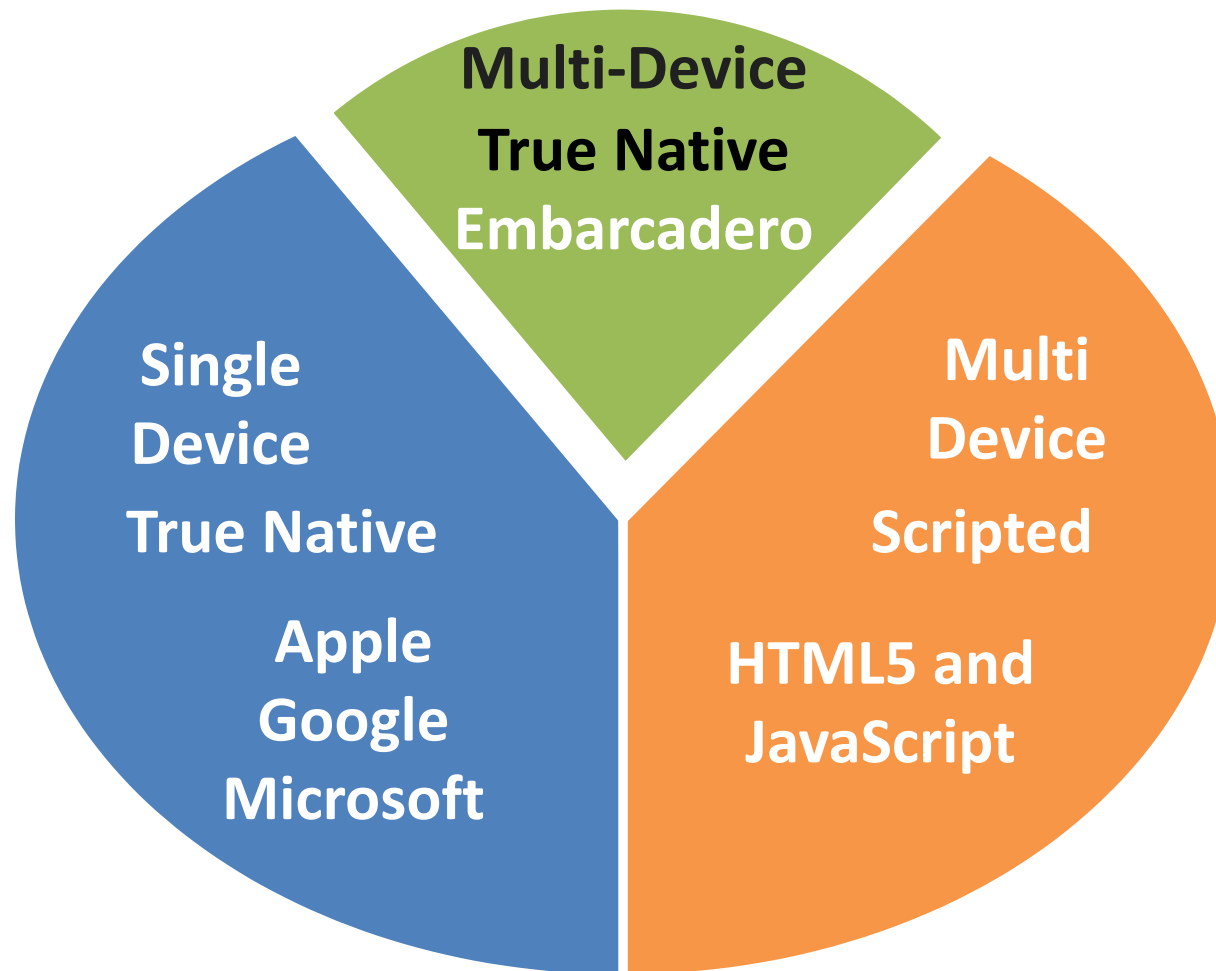 Multi-Device
True Native
Embarcadero
Single
Device
True Native
Apple
Google
Microsoft
Multi
Device
Scripted
HTML5 and
JavaScript